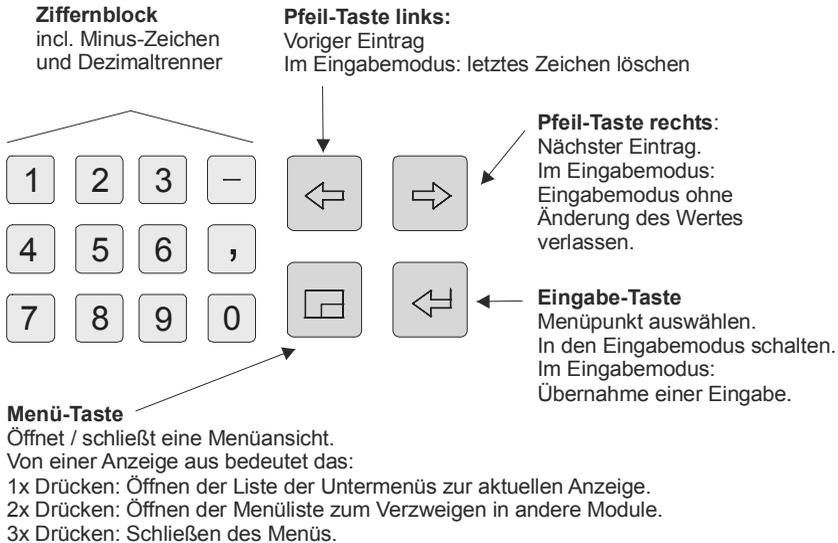 Ziffernblock
incl. Minus-Zeichen
und Dezimaltrenner
Pfeil-Taste links:
Voriger Eintrag
Im Eingabemodus: letztes Zeichen löschen
Pfeil-Taste rechts:
Nächster Eintrag.
Im Eingabemodus:
Eingabemodus ohne
Änderung des Wertes
verlassen.
1 2 3 –
4 5 6 ,
7 8 9 0
Eingabe-Taste
Menüpunkt auswählen.
In den Eingabemodus schalten.
Im Eingabemodus:
Übernahme einer Eingabe.
Menü-Taste
Öffnet / schließt eine Menüansicht.
Von einer Anzeige aus bedeutet das:
1x Drücken: Öffnen der Liste der Untermenüs zur aktuellen Anzeige.
2x Drücken: Öffnen der Menüliste zum Verzweigen in andere Module.
3x Drücken: Schließen des Menüs.